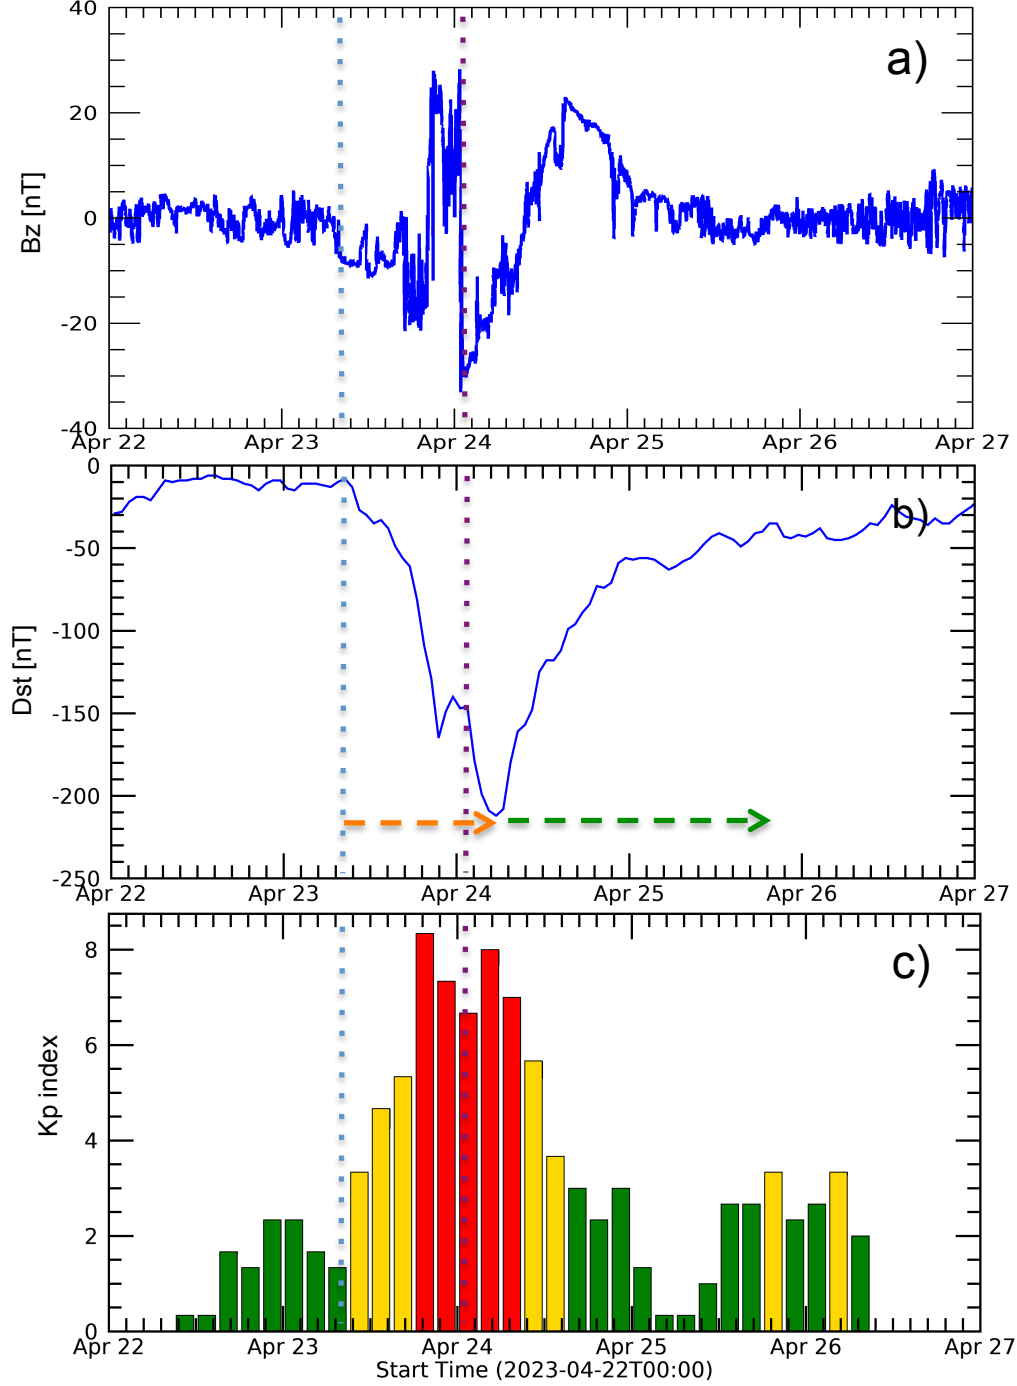 40
a)
20
0
-20
-40
Bz [nT]
Apr 22 Apr 23 Apr 24 Apr 25 Apr 26 Apr 27
0
b)
-50
-100
-150
-200
-250
Dst [nT]
Apr 22 Apr 23 Apr 24 Apr 25 Apr 26 Apr 27
8
c)
6
4
2
0
Kp index
Apr 22 Apr 23 Apr 24 Apr 25 Apr 26 Apr 27
Start Time (2023-04-22T00:00)